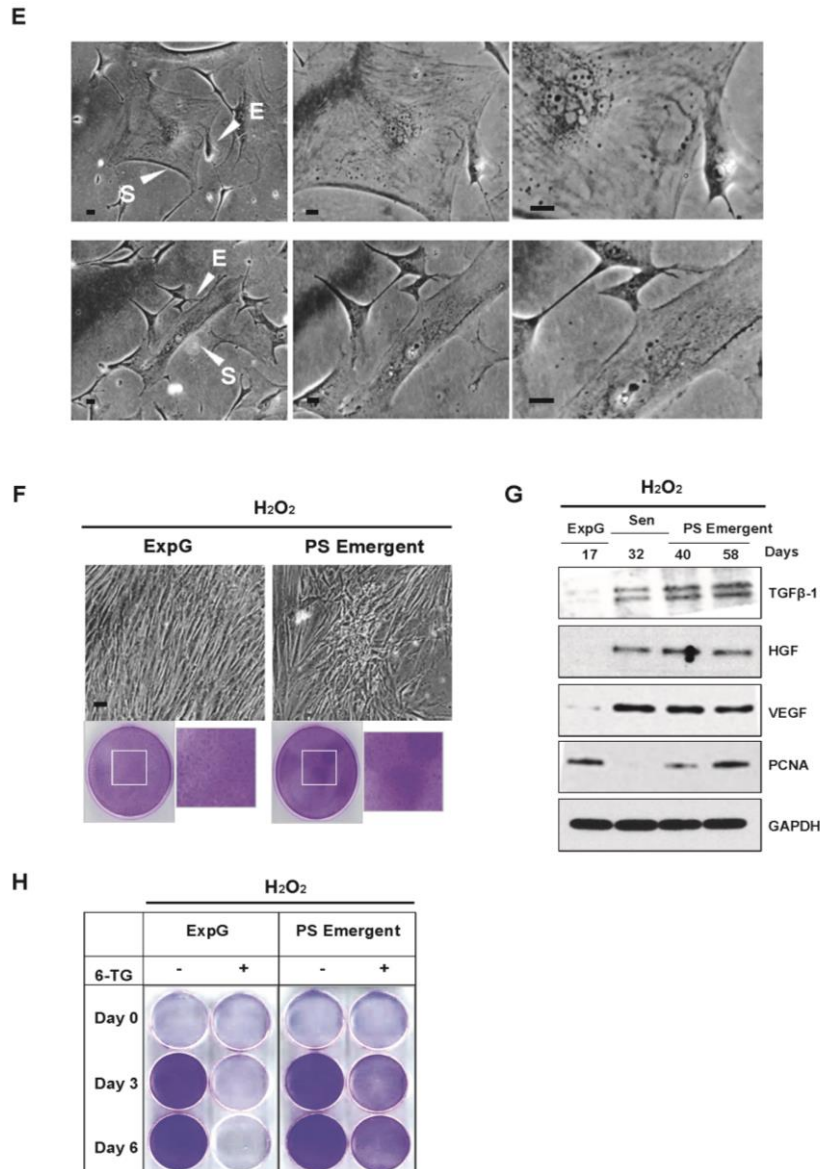 E
E
S
E
S
F
H₂O₂
ExpG PS Emergent
G
H₂O₂
ExpG Sen PS Emergent
17 32 40 58 Days
TGFβ-1
HGF
VEGF
PCNA
GAPDH
H
H₂O₂
ExpG PS Emergent
6-TG - + - +
Day 0
Day 3
Day 6